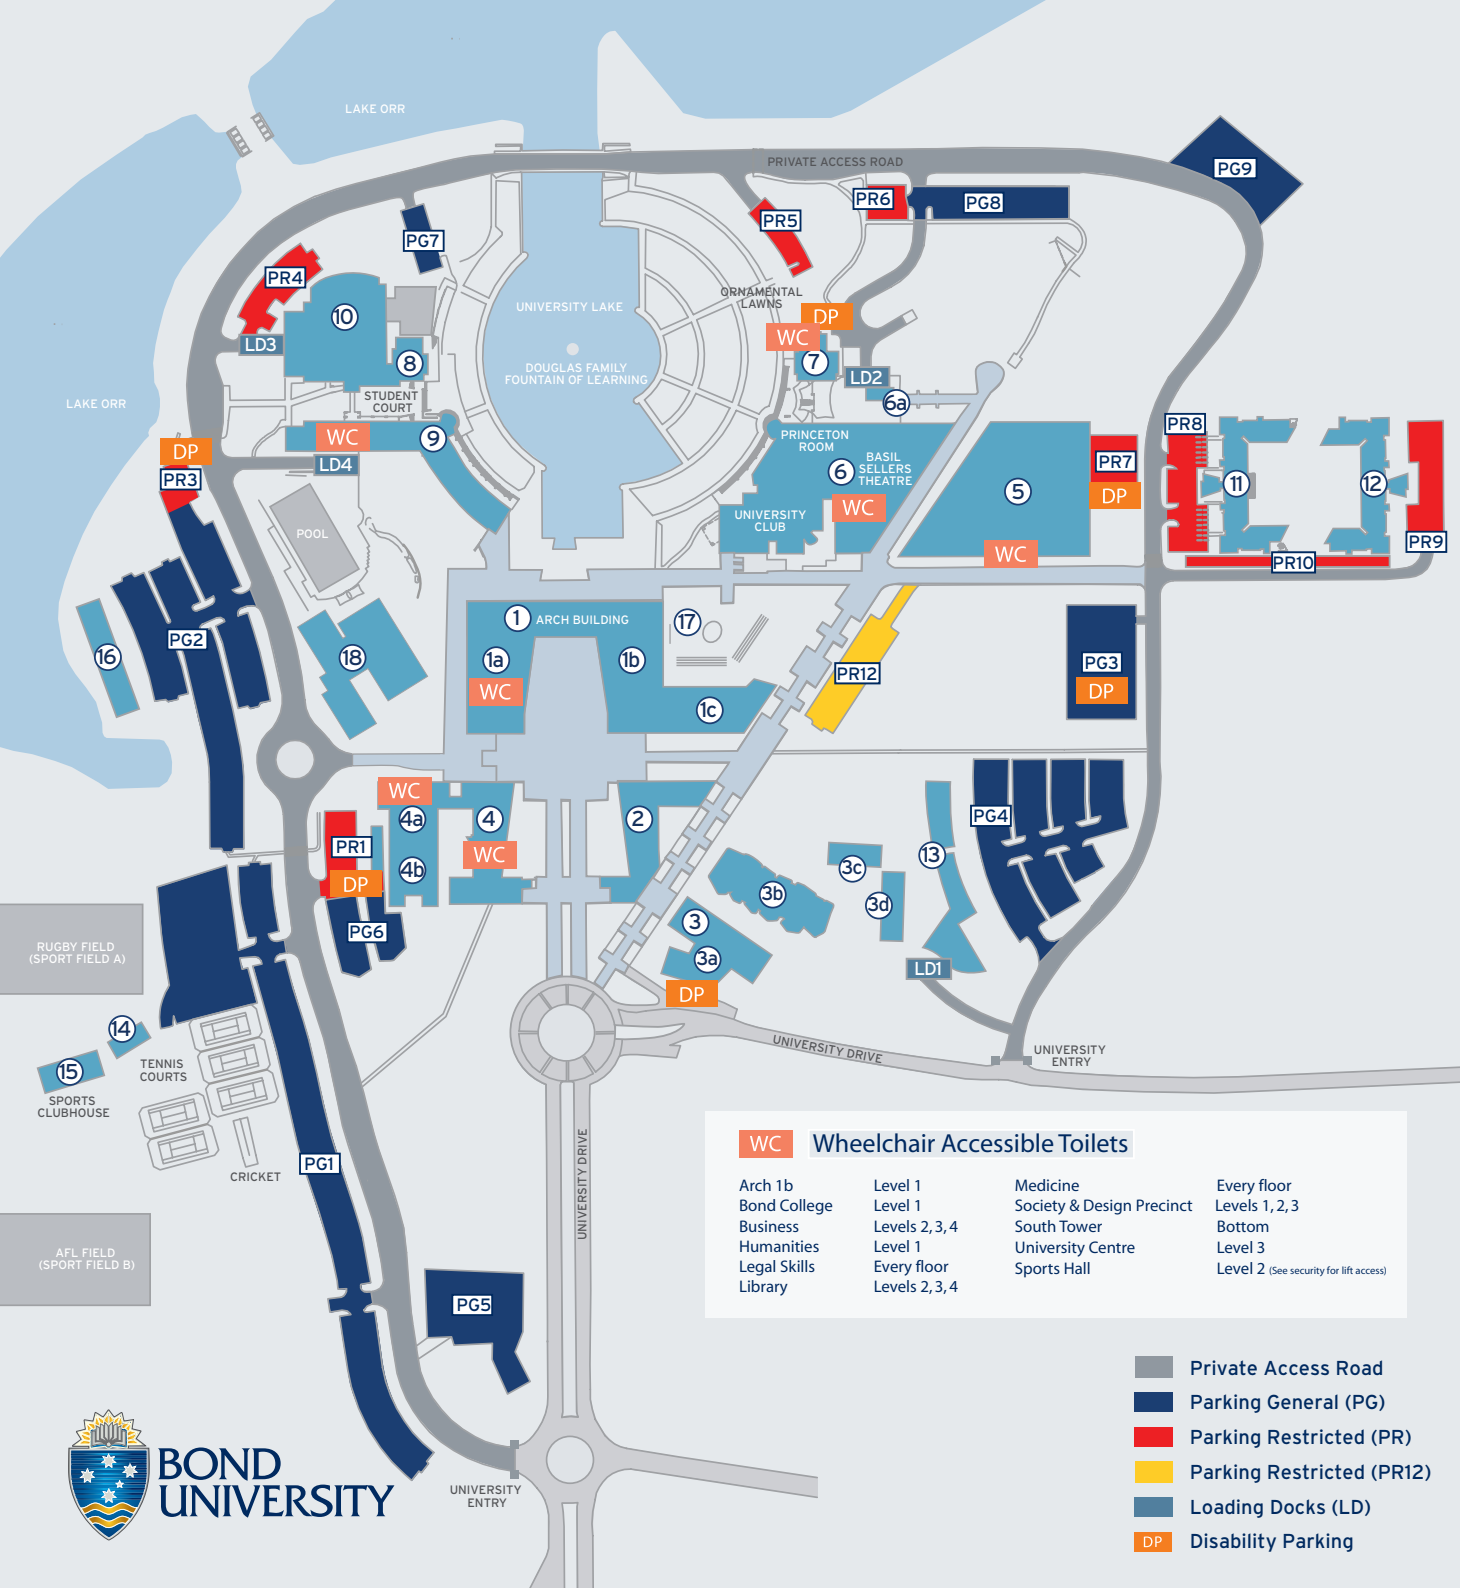 LAKE ORR
PRIVATE ACCESS ROAD
PG9
PR6
PG8
PR5
PG7
PR4
ORNAMENTAL
LAWNS
UNIVERSITY LAKE
10
DP
WC
LD3
8
7
LD2
DOUGLAS FAMILY
FOUNTAIN OF LEARNING
STUDENT
COURT
6a
LAKE ORR
PR8
WC
9
PRINCETON
ROOM
DP
LD4
6
BASIL
SELLERS
THEATRE
PR7
PR3
5
DP
11
12
WC
UNIVERSITY
CLUB
POOL
WC
PR9
PR10
1
ARCH BUILDING
17
PG2
16
18
1a
1b
PG3
PR12
WC
DP
1c
WC
4a
4
2
PG4
PR1
WC
13
4b
3c
DP
3b
3d
PG6
3
RUGBY FIELD
(SPORT FIELD A)
3a
LD1
DP
14
UNIVERSITY DRIVE
UNIVERSITY
ENTRY
TENNIS
COURTS
15
SPORTS
CLUBHOUSE
CRICKET
PG1
UNIVERSITY DRIVE
WC Wheelchair Accessible Toilets
Arch 1b Level 1 Medicine Every floor
Bond College Level 1 Society & Design Precinct Levels 1, 2, 3
Business Levels 2, 3, 4 South Tower Bottom
Humanities Level 1 University Centre Level 3
Legal Skills Every floor Sports Hall Level 2 (See security for lift access)
Library Levels 2, 3, 4
AFL FIELD
(SPORT FIELD B)
PG5
Private Access Road
Parking General (PG)
Parking Restricted (PR)
Parking Restricted (PR12)
Loading Docks (LD)
DP Disability Parking
BOND
UNIVERSITY
UNIVERSITY
ENTRY